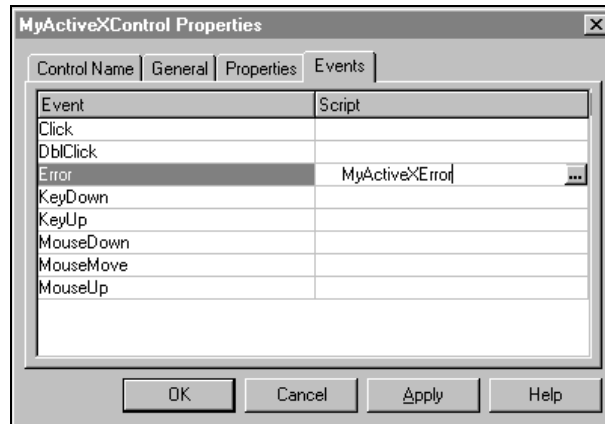 MyActiveXControl Properties
Control Name General Properties Events
Event Script
Click
DblClick
Error MyActiveXError ...
KeyDown
KeyUp
MouseDown
MouseMove
MouseUp
OK Cancel Apply Help